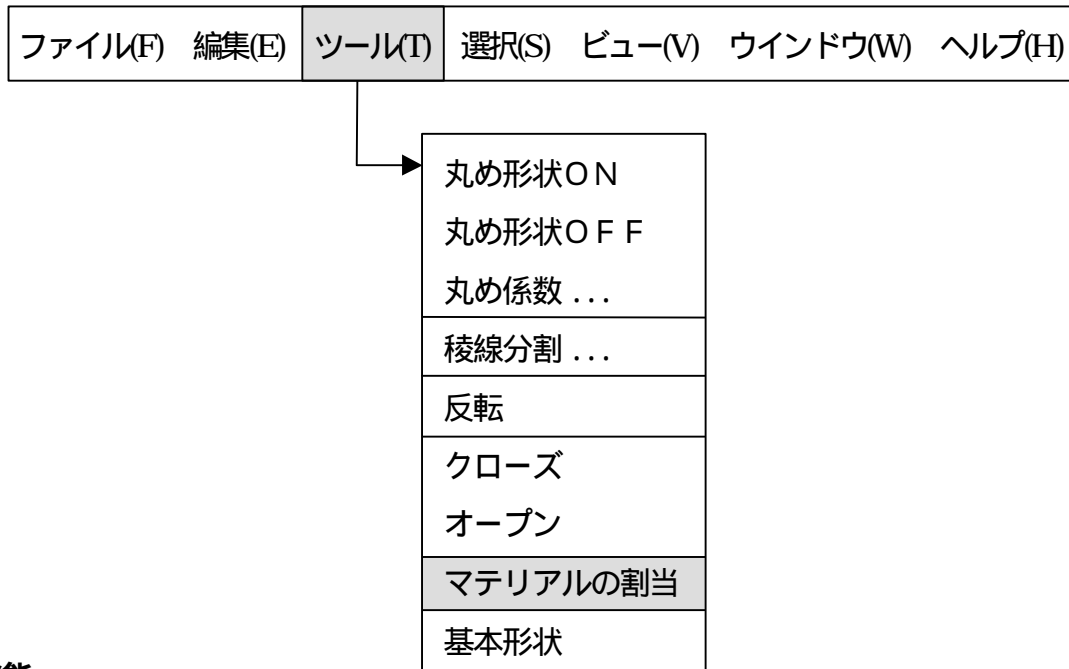 ファイル(F) 編集(E) ツール(T) 選択(S) ビュー(V) ウインドウ(W) ヘルプ(H)
丸め形状ＯＮ
丸め形状ＯＦＦ
丸め係数 ...
稜線分割 ...
反転
クローズ
オープン
マテリアルの割当
基本形状